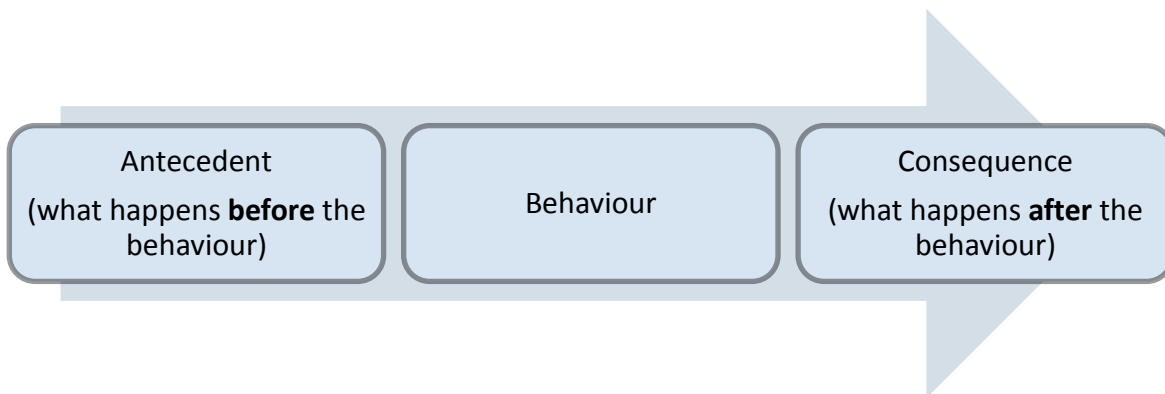 Antecedent
(what happens before the
behaviour)
Behaviour
Consequence
(what happens after the
behaviour)